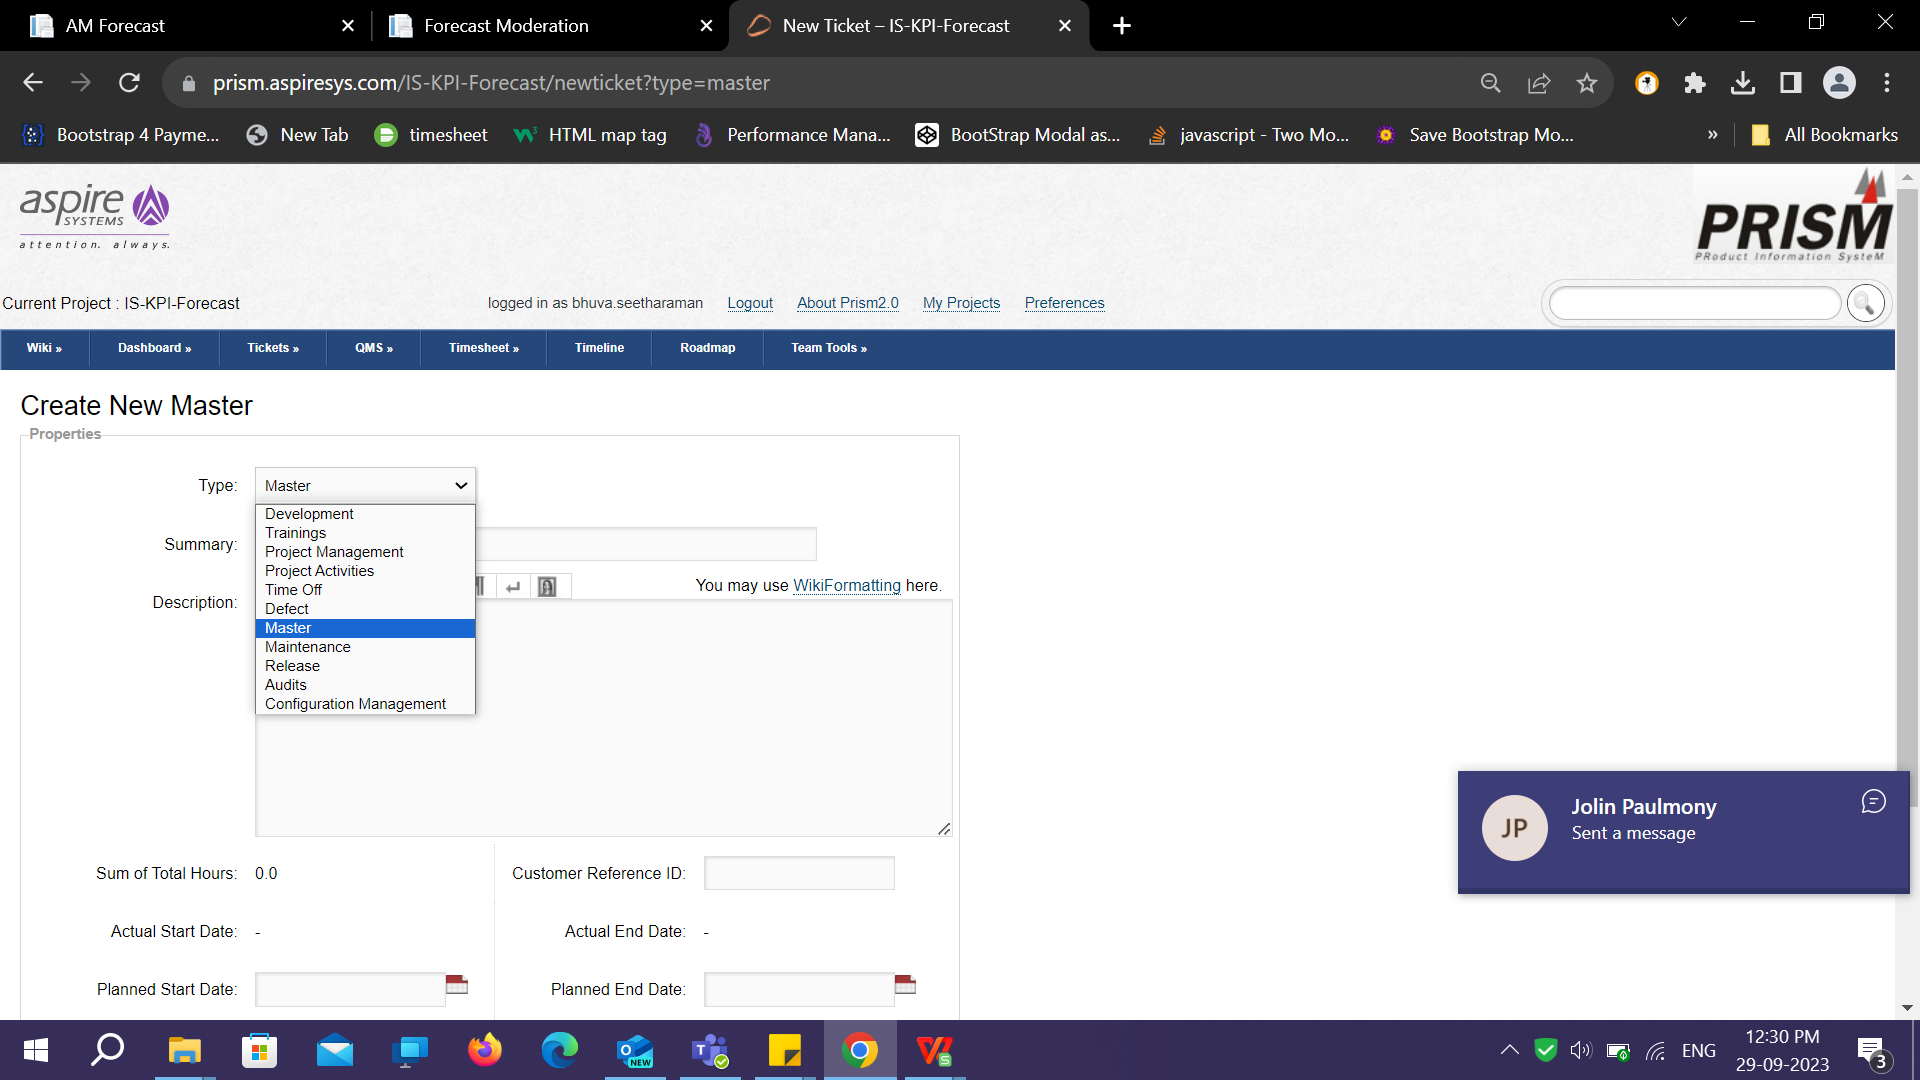 AM Forecast
Forecast Moderation
New Ticket – IS-KPI-Forecast
prism.aspiresys.com/IS-KPI-Forecast/newticket?type=master
Bootstrap 4 Payme...
New Tab
timesheet
HTML map tag
Performance Mana...
BootStrap Modal as...
javascript - Two Mo...
Save Bootstrap Mo...
»
All Bookmarks
aspire
SYSTEMS
attention. always.
PRISM
PRoduct Information SysteM
Current Project : IS-KPI-Forecast
logged in as bhuva.seetharaman
Logout
About Prism2.0
My Projects
Preferences
Wiki »
Dashboard »
Tickets »
QMS »
Timesheet »
Timeline
Roadmap
Team Tools »
Create New Master
Properties
Type:
Master
Development
Trainings
Project Management
Project Activities
Time Off
Defect
Master
Maintenance
Release
Audits
Configuration Management
Summary:
Description:
You may use WikiFormatting here.
Sum of Total Hours: 0.0
Customer Reference ID:
Actual Start Date: -
Actual End Date: -
Planned Start Date:
Planned End Date:
JP
Jolin Paulmony
Sent a message
NEW
ENG
12:30 PM
29-09-2023
3